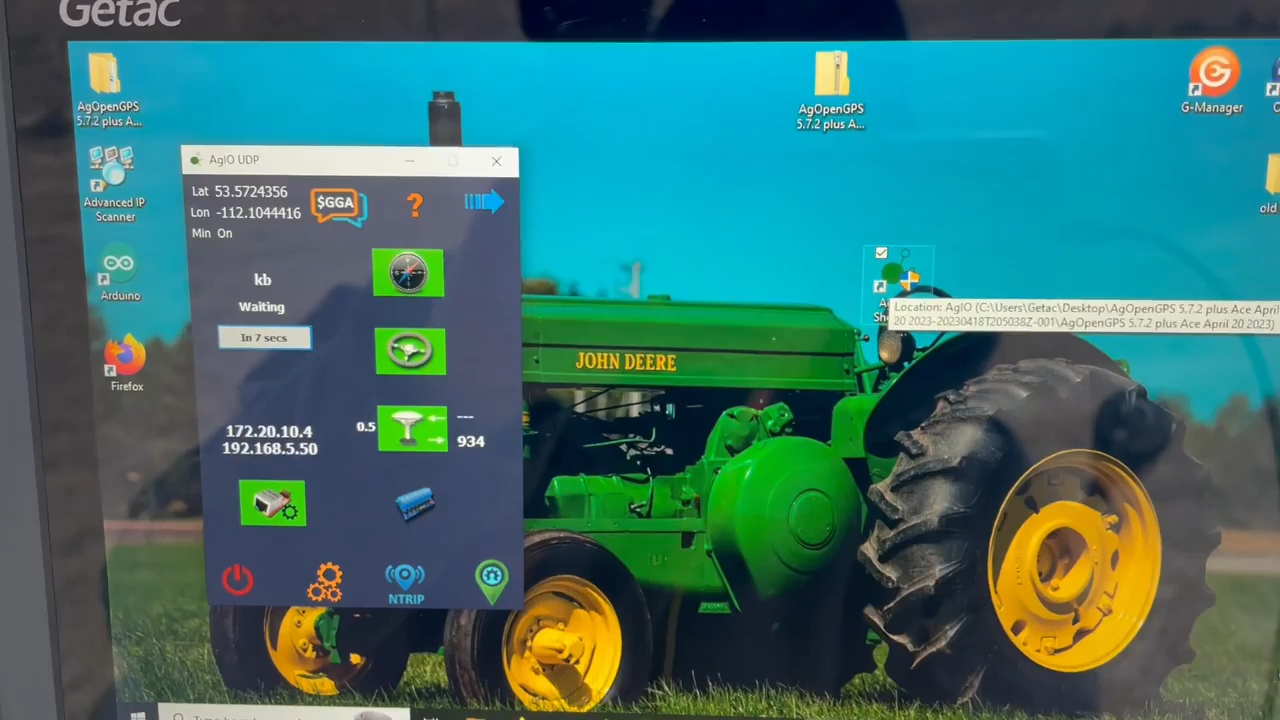 Getac
AgOpenGPS
5.7.2 plus A...
AgOpenGPS
5.7.2 plus A...
G-Manager
AgIO UDP
Lat 53.5724356
Lon -112.1044416
Min On
$GGA
?
Advanced IP
Scanner
kb
Waiting
In 7 secs
Arduino
Firefox
old
Location: AgIO (C:\Users\Getac\Desktop\AgOpenGPS 5.7.2 plus Ace April
20 2023-20230418T205038Z-001\AgOpenGPS 5.7.2 plus Ace April 20 2023)
JOHN DEERE
0.5
---
934
172.20.10.4
192.168.5.50
NTRIP